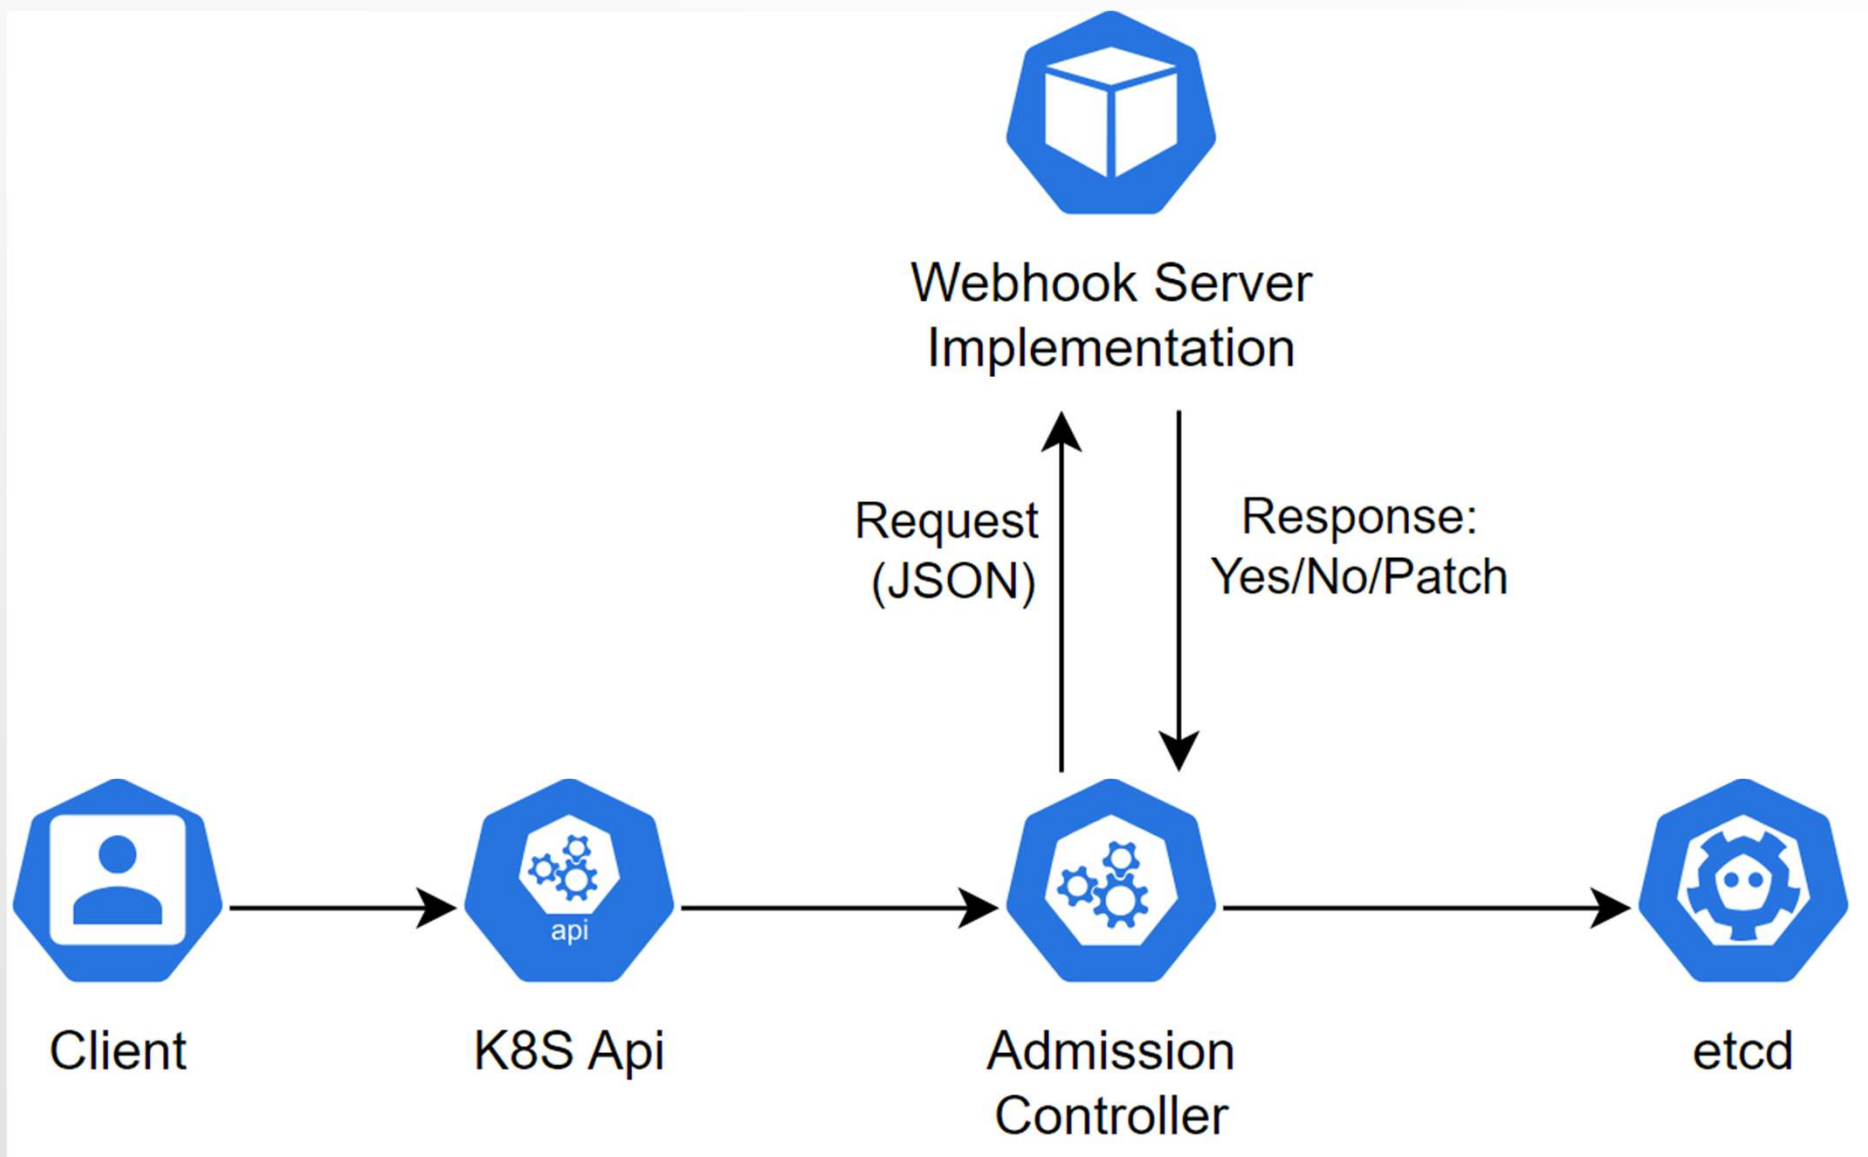 Webhook Server
Implementation
Request
(JSON)
Response:
Yes/No/Patch
api
Client
K8S Api
Admission
Controller
etcd